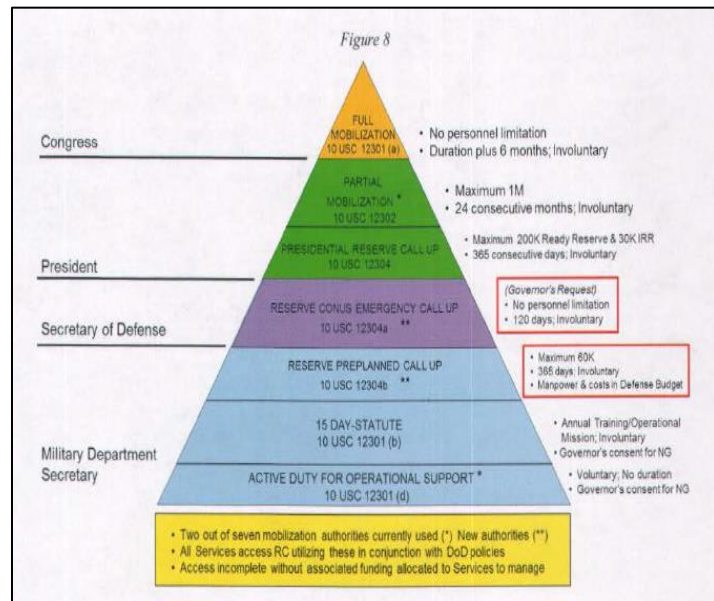 Figure 8
Congress
FULL
MOBILIZATION
10 USC 12301 (a)
• No personnel limitation
• Duration plus 6 months; Involuntary
PARTIAL
MOBILIZATION *
10 USC 12302
• Maximum 1M
• 24 consecutive months; Involuntary
President
PRESIDENTIAL RESERVE CALL UP
10 USC 12304
• Maximum 200K Ready Reserve & 30K IRR
• 365 consecutive days; Involuntary
Secretary of Defense
RESERVE CONUS EMERGENCY CALL UP
10 USC 12304a **
(Governor's Request)
• No personnel limitation
• 120 days; Involuntary
RESERVE PREPLANNED CALL UP
10 USC 12304b **
• Maximum 60K
• 365 days; Involuntary
• Manpower & costs in Defense Budget
Military Department
Secretary
15 DAY-STATUTE
10 USC 12301 (b)
• Annual Training/Operational
Mission; Involuntary
• Governor's consent for NG
ACTIVE DUTY FOR OPERATIONAL SUPPORT *
10 USC 12301 (d)
• Voluntary; No duration
• Governor's consent for NG
• Two out of seven mobilization authorities currently used (*) New authorities (**)
• All Services access RC utilizing these in conjunction with DoD policies
• Access incomplete without associated funding allocated to Services to manage